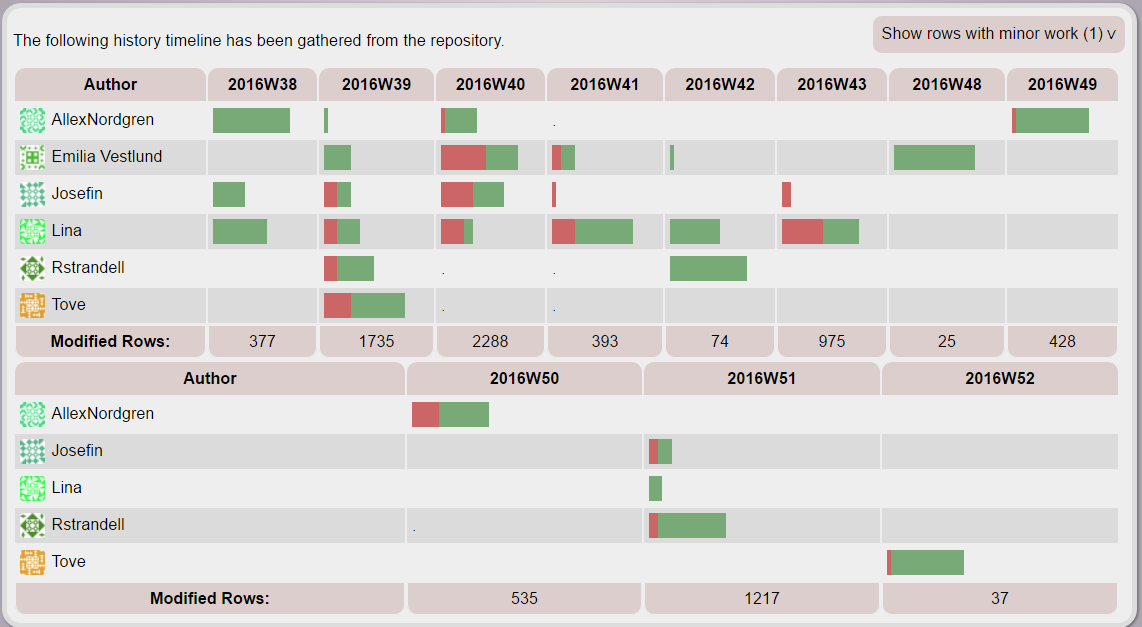 The following history timeline has been gathered from the repository.
Show rows with minor work (1) v
Author 2016W38 2016W39 2016W40 2016W41 2016W42 2016W43 2016W48 2016W49
AllexNordgren .
Emilia Vestlund
Josefin
Lina
Rstrandell . .
Tove . .
Modified Rows: 377 1735 2288 393 74 975 25 428
Author 2016W50 2016W51 2016W52
AllexNordgren
Josefin
Lina
Rstrandell .
Tove
Modified Rows: 535 1217 37